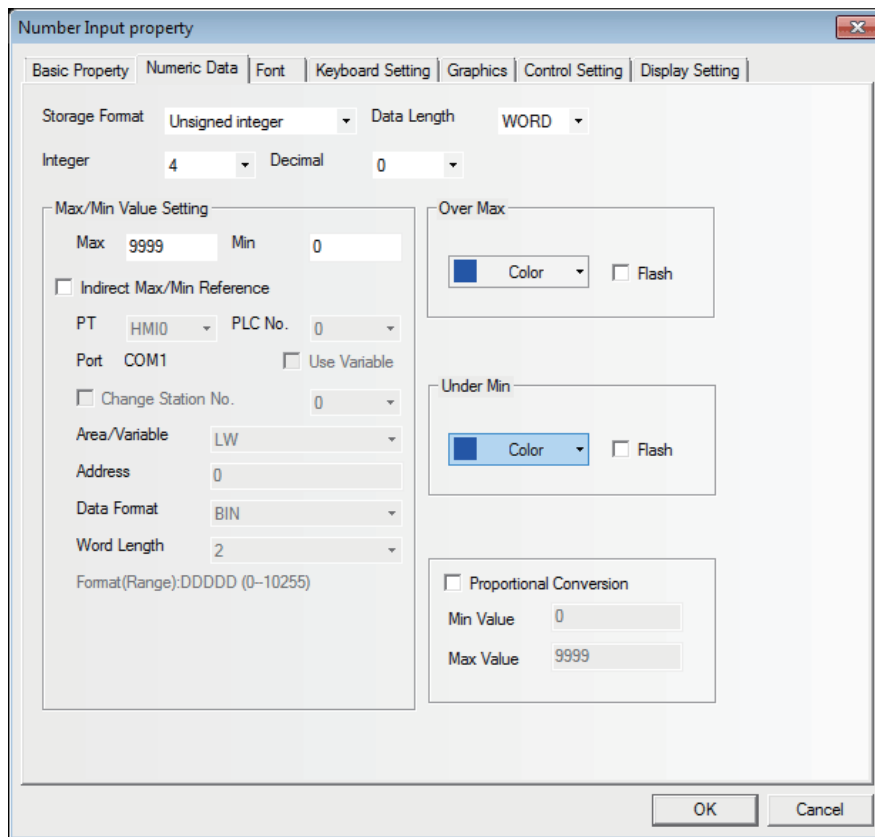 Number Input property
Basic Property Numeric Data Font Keyboard Setting Graphics Control Setting Display Setting
Storage Format Unsigned integer Data Length WORD
Integer 4 Decimal 0
Max/Min Value Setting
Max 9999 Min 0
Indirect Max/Min Reference
PT HMI0 PLC No. 0
Port COM1 Use Variable
Change Station No. 0
Area/Variable LW
Address 0
Data Format BIN
Word Length 2
Format(Range):DDDDD (0--10255)
Over Max
Color Flash
Under Min
Color Flash
Proportional Conversion
Min Value 0
Max Value 9999
OK Cancel